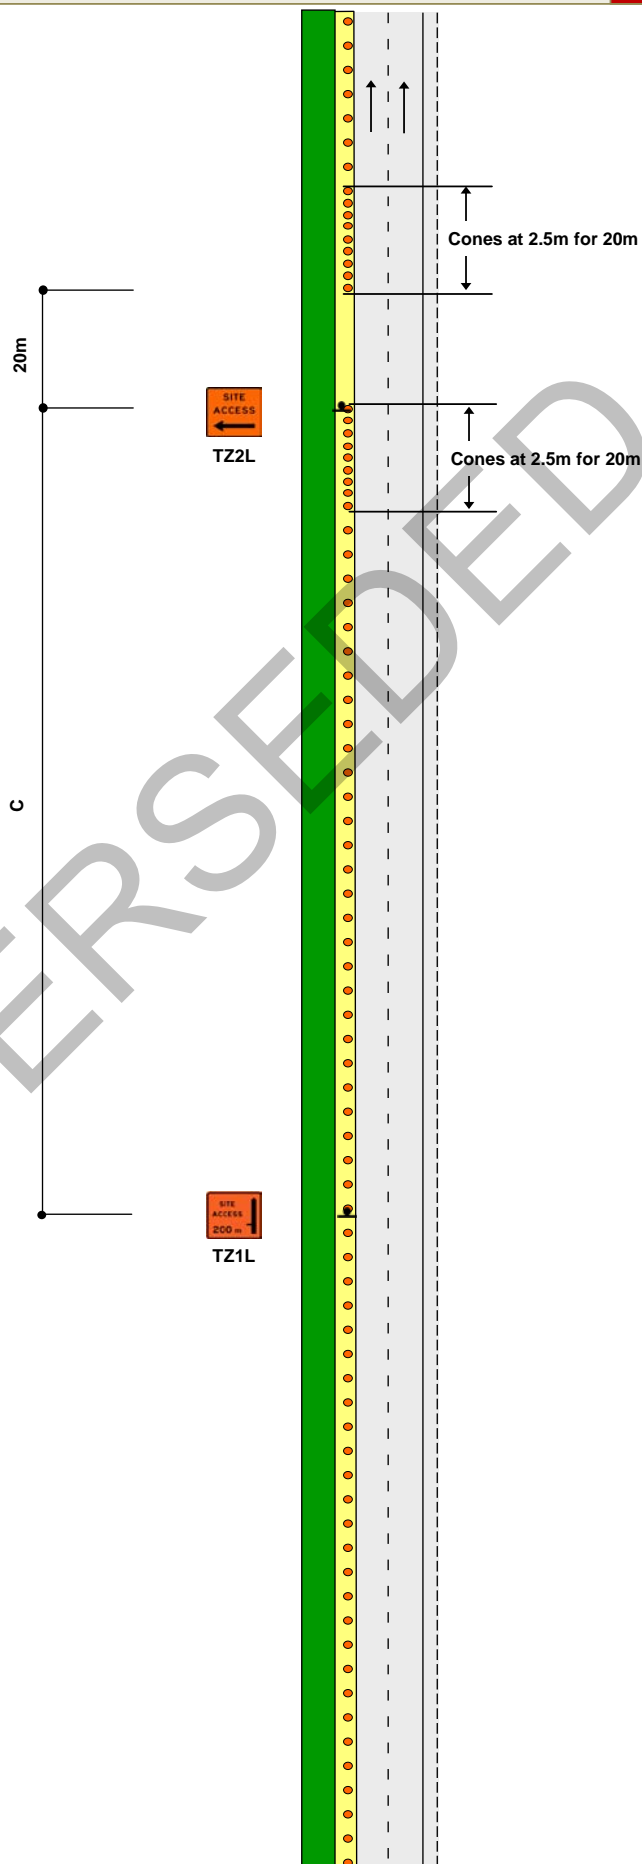 Cones at 2.5m for 20m
20m
SITE
ACCESS
TZ2L
Cones at 2.5m for 20m
C
SITE
ACCESS
200 m
TZ1L
ERSEDED